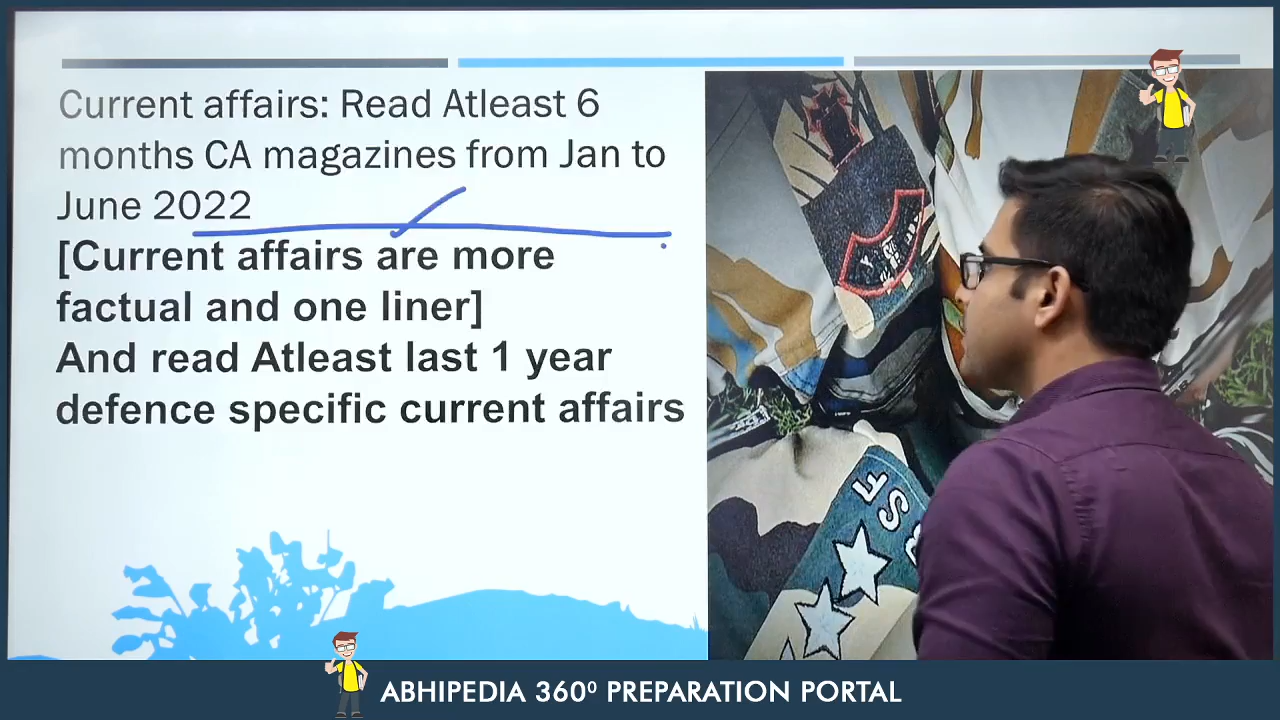 Current affairs: Read Atleast 6
months CA magazines from Jan to
June 2022
[Current affairs are more
factual and one liner]
And read Atleast last 1 year
defence specific current affairs
BSF
ABHIPEDIA 360⁰ PREPARATION PORTAL